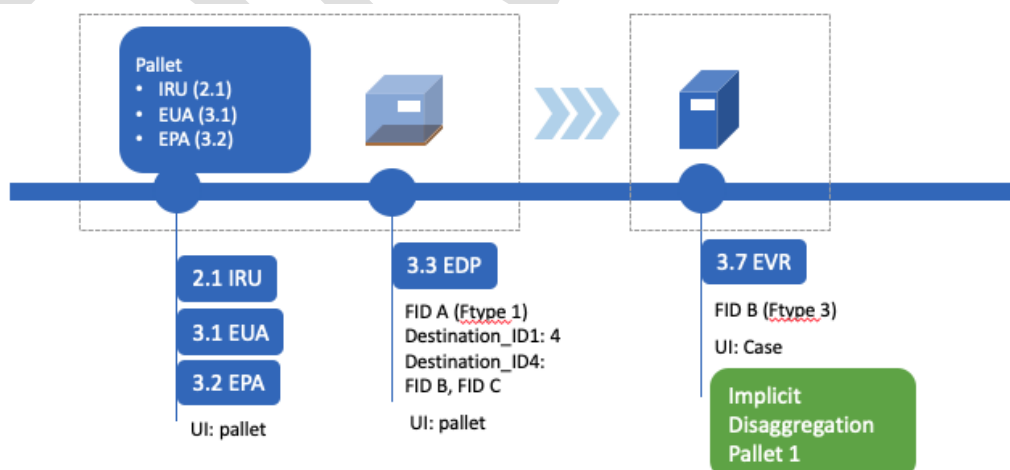 Pallet
• IRU (2.1)
• EUA (3.1)
• EPA (3.2)
2.1 IRU
3.1 EUA
3.2 EPA
UI: pallet
3.3 EDP
FID A (Ftype 1)
Destination_ID1: 4
Destination_ID4:
FID B, FID C
UI: pallet
3.7 EVR
FID B (Ftype 3)
UI: Case
Implicit
Disaggregation
Pallet 1